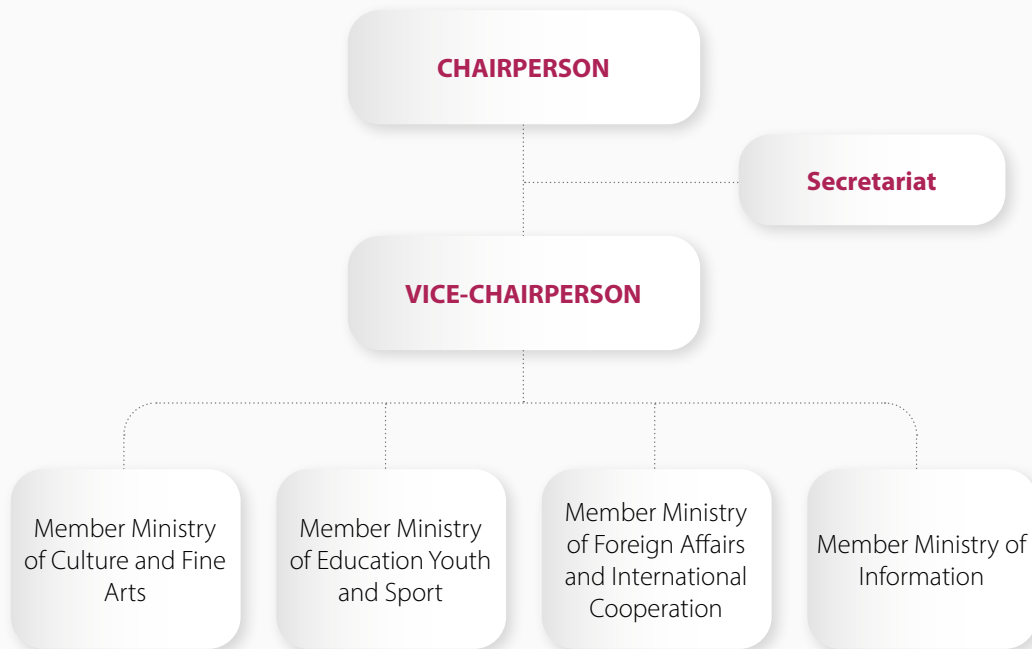 CHAIRPERSON
Secretariat
VICE-CHAIRPERSON
Member Ministry
of Culture and Fine
Arts
Member Ministry
of Education Youth
and Sport
Member Ministry
of Foreign Affairs
and International
Cooperation
Member Ministry of
Information